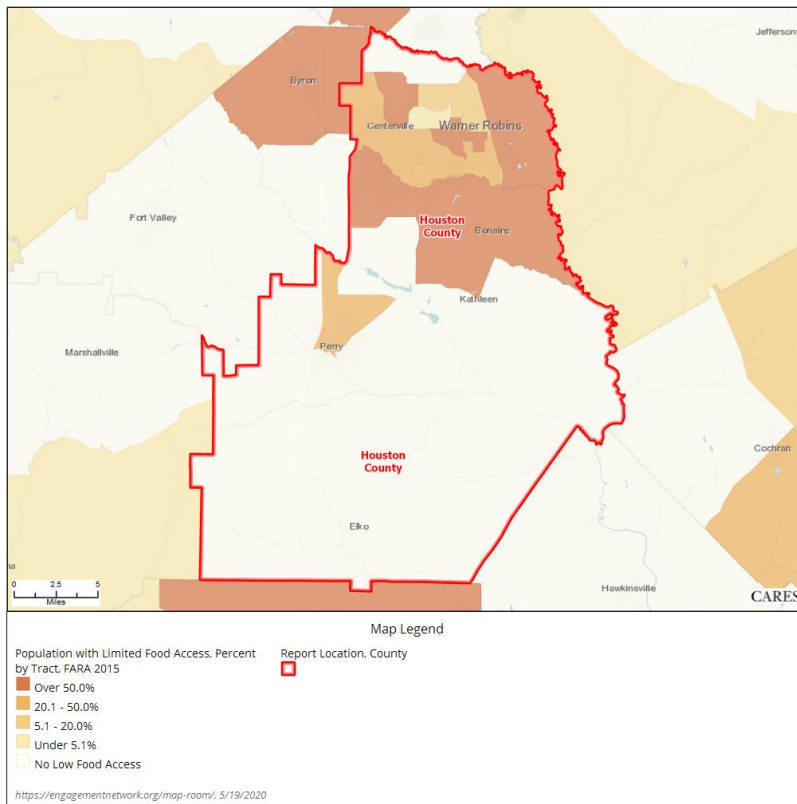 Jefferson
Byron
Centerville
Warner Robins
Fort Valley
Houston
County
Bonaire
Kathleen
Marshallville
Perry
Houston
County
Cochran
Elko
0 2.5 5
Miles
Hawkinsville
CARES
Map Legend
Population with Limited Food Access, Percent
by Tract, FARA 2015
Over 50.0%
20.1 - 50.0%
5.1 - 20.0%
Under 5.1%
No Low Food Access
Report Location, County
https://engagementnetwork.org/map-room/, 5/19/2020